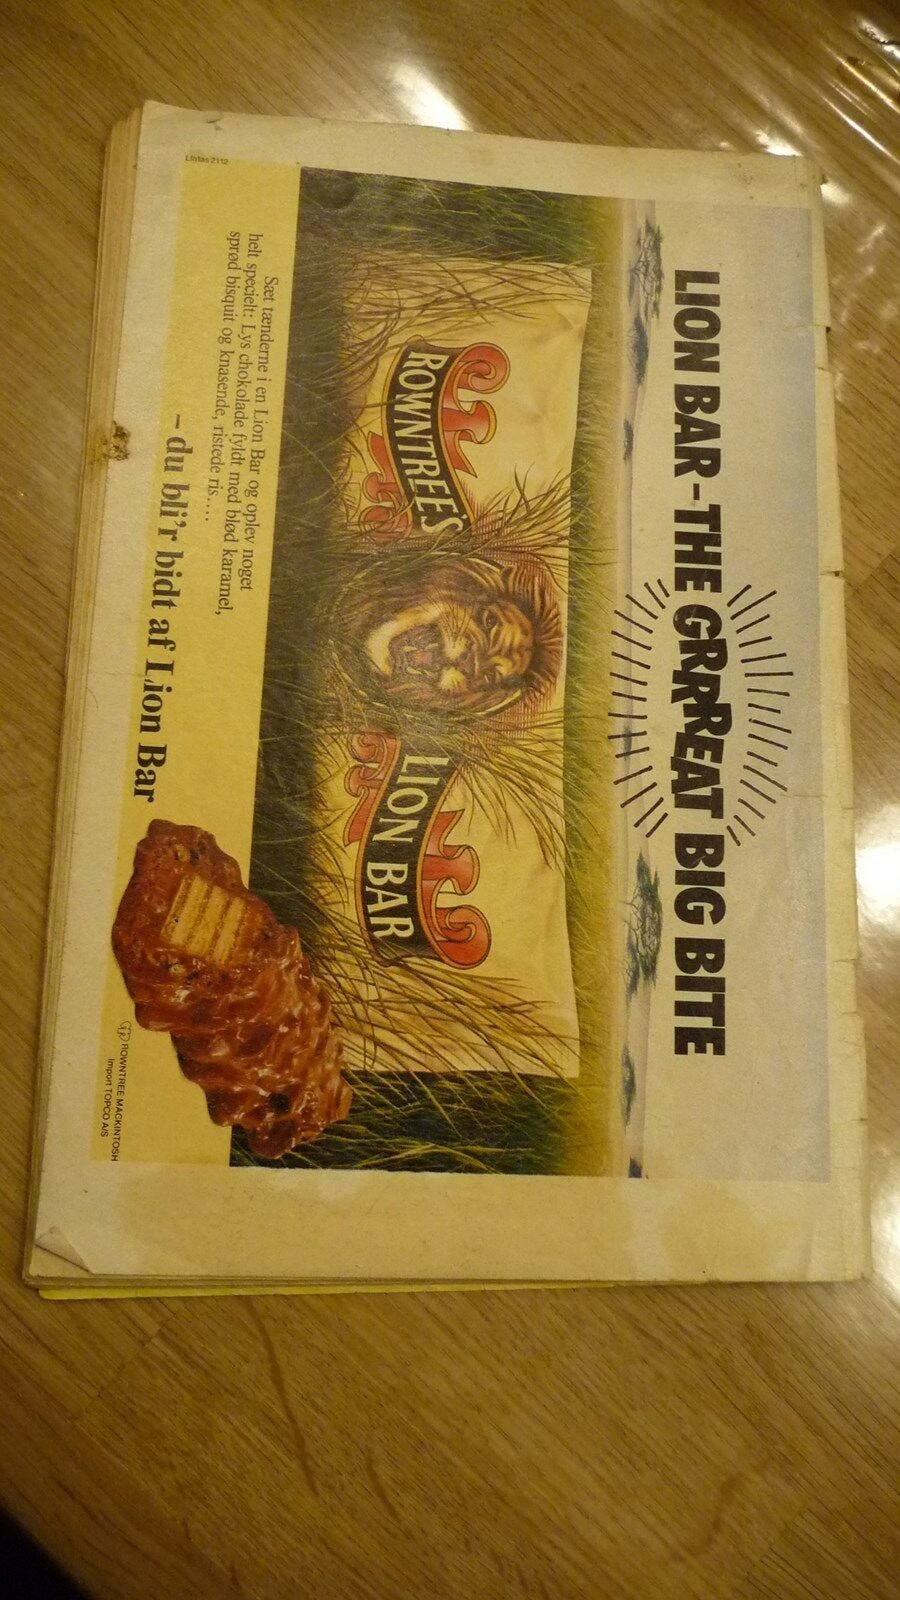 Lintas 2112
LION BAR - THE GRRREAT BIG BITE
ROWNTREE'S
LION BAR
Sæt tænderne i en Lion Bar og oplev noget
helt specielt: Lys chokolade fyldt med blød karamel,
sprød bisquit og knasende, ristede ris....
- du bli'r bidt af Lion Bar
ROWNTREE MACKINTOSH
Import TOPCO A/S